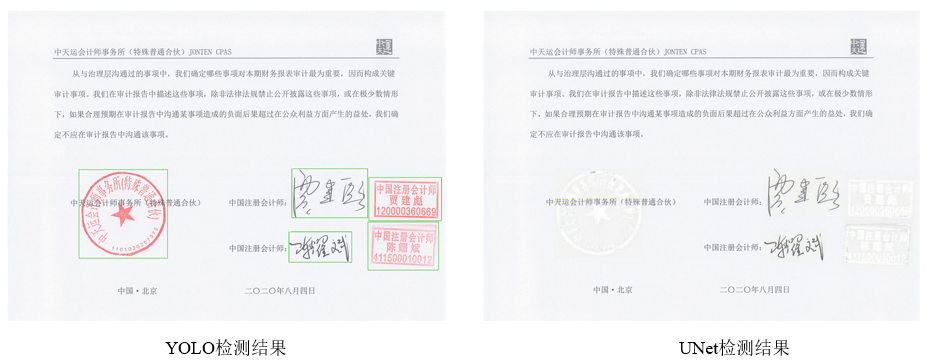 中天运会计师事务所（特殊普通合伙）JONTEN CPAS
从与治理层沟通过的事项中，我们确定哪些事项对本期财务报表审计最为重要，因而构成关键
审计事项。我们在审计报告中描述这些事项，除非法律法规禁止公开披露这些事项，或在极少数情形
下，如果合理预期在审计报告中沟通某事项造成的负面后果超过在公众利益方面产生的益处，我们确
定不应在审计报告中沟通该事项。
中天运会计师事务所（特殊普通合伙）
中天运会计师事务所（特殊普通合伙）
中国注册会计师：
中国注册会计师
贾建彪
120000360669
中国注册会计师：
中国注册会计师
411500010012
中国·北京
二〇二〇年八月四日
YOLO检测结果
中天运会计师事务所（特殊普通合伙）JONTEN CPAS
从与治理层沟通过的事项中，我们确定哪些事项对本期财务报表审计最为重要，因而构成关键
审计事项。我们在审计报告中描述这些事项，除非法律法规禁止公开披露这些事项，或在极少数情形
下，如果合理预期在审计报告中沟通某事项造成的负面后果超过在公众利益方面产生的益处，我们确
定不应在审计报告中沟通该事项。
中天运会计师事务所（特殊普通合伙）
中国注册会计师：
中国注册会计师：
中国·北京
二〇二〇年八月四日
UNet检测结果